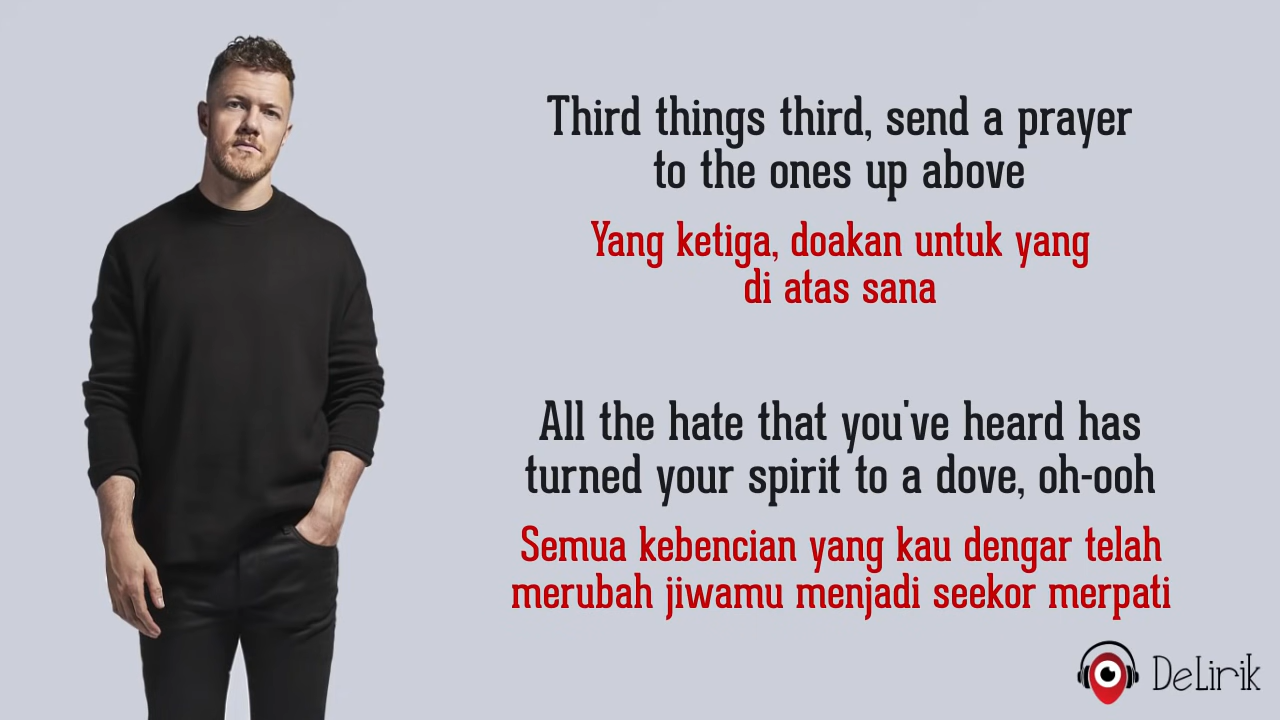 Third things third, send a prayer
to the ones up above
Yang ketiga, doakan untuk yang
di atas sana
All the hate that you've heard has
turned your spirit to a dove, oh-ooh
Semua kebencian yang kau dengar telah
merubah jiwamu menjadi seekor merpati
DeLirik